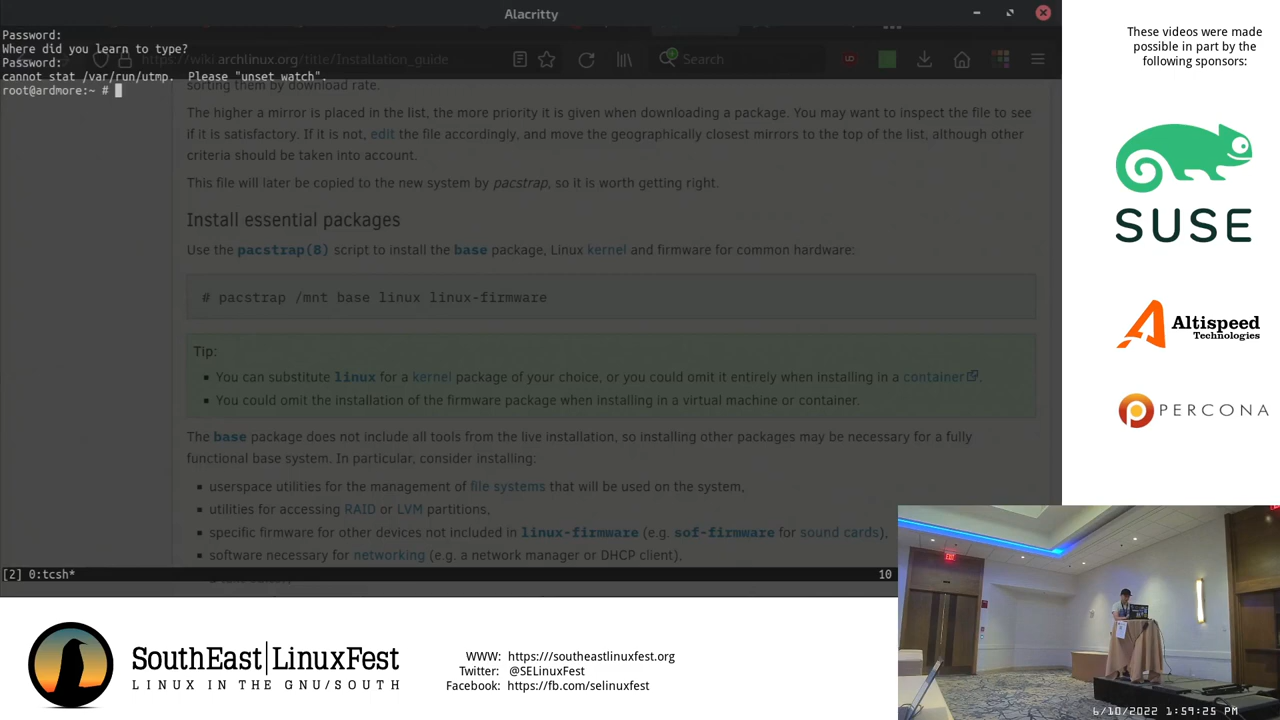 Alacritty
Password:
Where did you learn to type?
Password:
cannot stat /var/run/utmp.  Please "unset watch".
root@ardmore:~ #
https://wiki.archlinux.org/title/Installation_guide
Search
sorting them by download rate.
The higher a mirror is placed in the list, the more priority it is given when downloading a package. You may want to inspect the file to see
if it is satisfactory. If it is not, edit the file accordingly, and move the geographically closest mirrors to the top of the list, although other
criteria should be taken into account.
This file will later be copied to the new system by pacstrap, so it is worth getting right.
Install essential packages
Use the pacstrap(8) script to install the base package, Linux kernel and firmware for common hardware:
# pacstrap /mnt base linux linux-firmware
Tip:
▪ You can substitute linux for a kernel package of your choice, or you could omit it entirely when installing in a container.
▪ You could omit the installation of the firmware package when installing in a virtual machine or container.
The base package does not include all tools from the live installation, so installing other packages may be necessary for a fully
functional base system. In particular, consider installing:
▪ userspace utilities for the management of file systems that will be used on the system,
▪ utilities for accessing RAID or LVM partitions,
▪ specific firmware for other devices not included in linux-firmware (e.g. sof-firmware for sound cards),
▪ software necessary for networking (e.g. a network manager or DHCP client),
[2] 0:tcsh*
10
These videos were made
possible in part by the
following sponsors:
SUSE
Altispeed
Technologies
PERCONA
SouthEast|LinuxFest
LINUX IN THE GNU/SOUTH
WWW: https:///southeastlinuxfest.org
Twitter: @SELinuxFest
Facebook: https://fb.com/selinuxfest
6/10/2022 1:59:25 PM